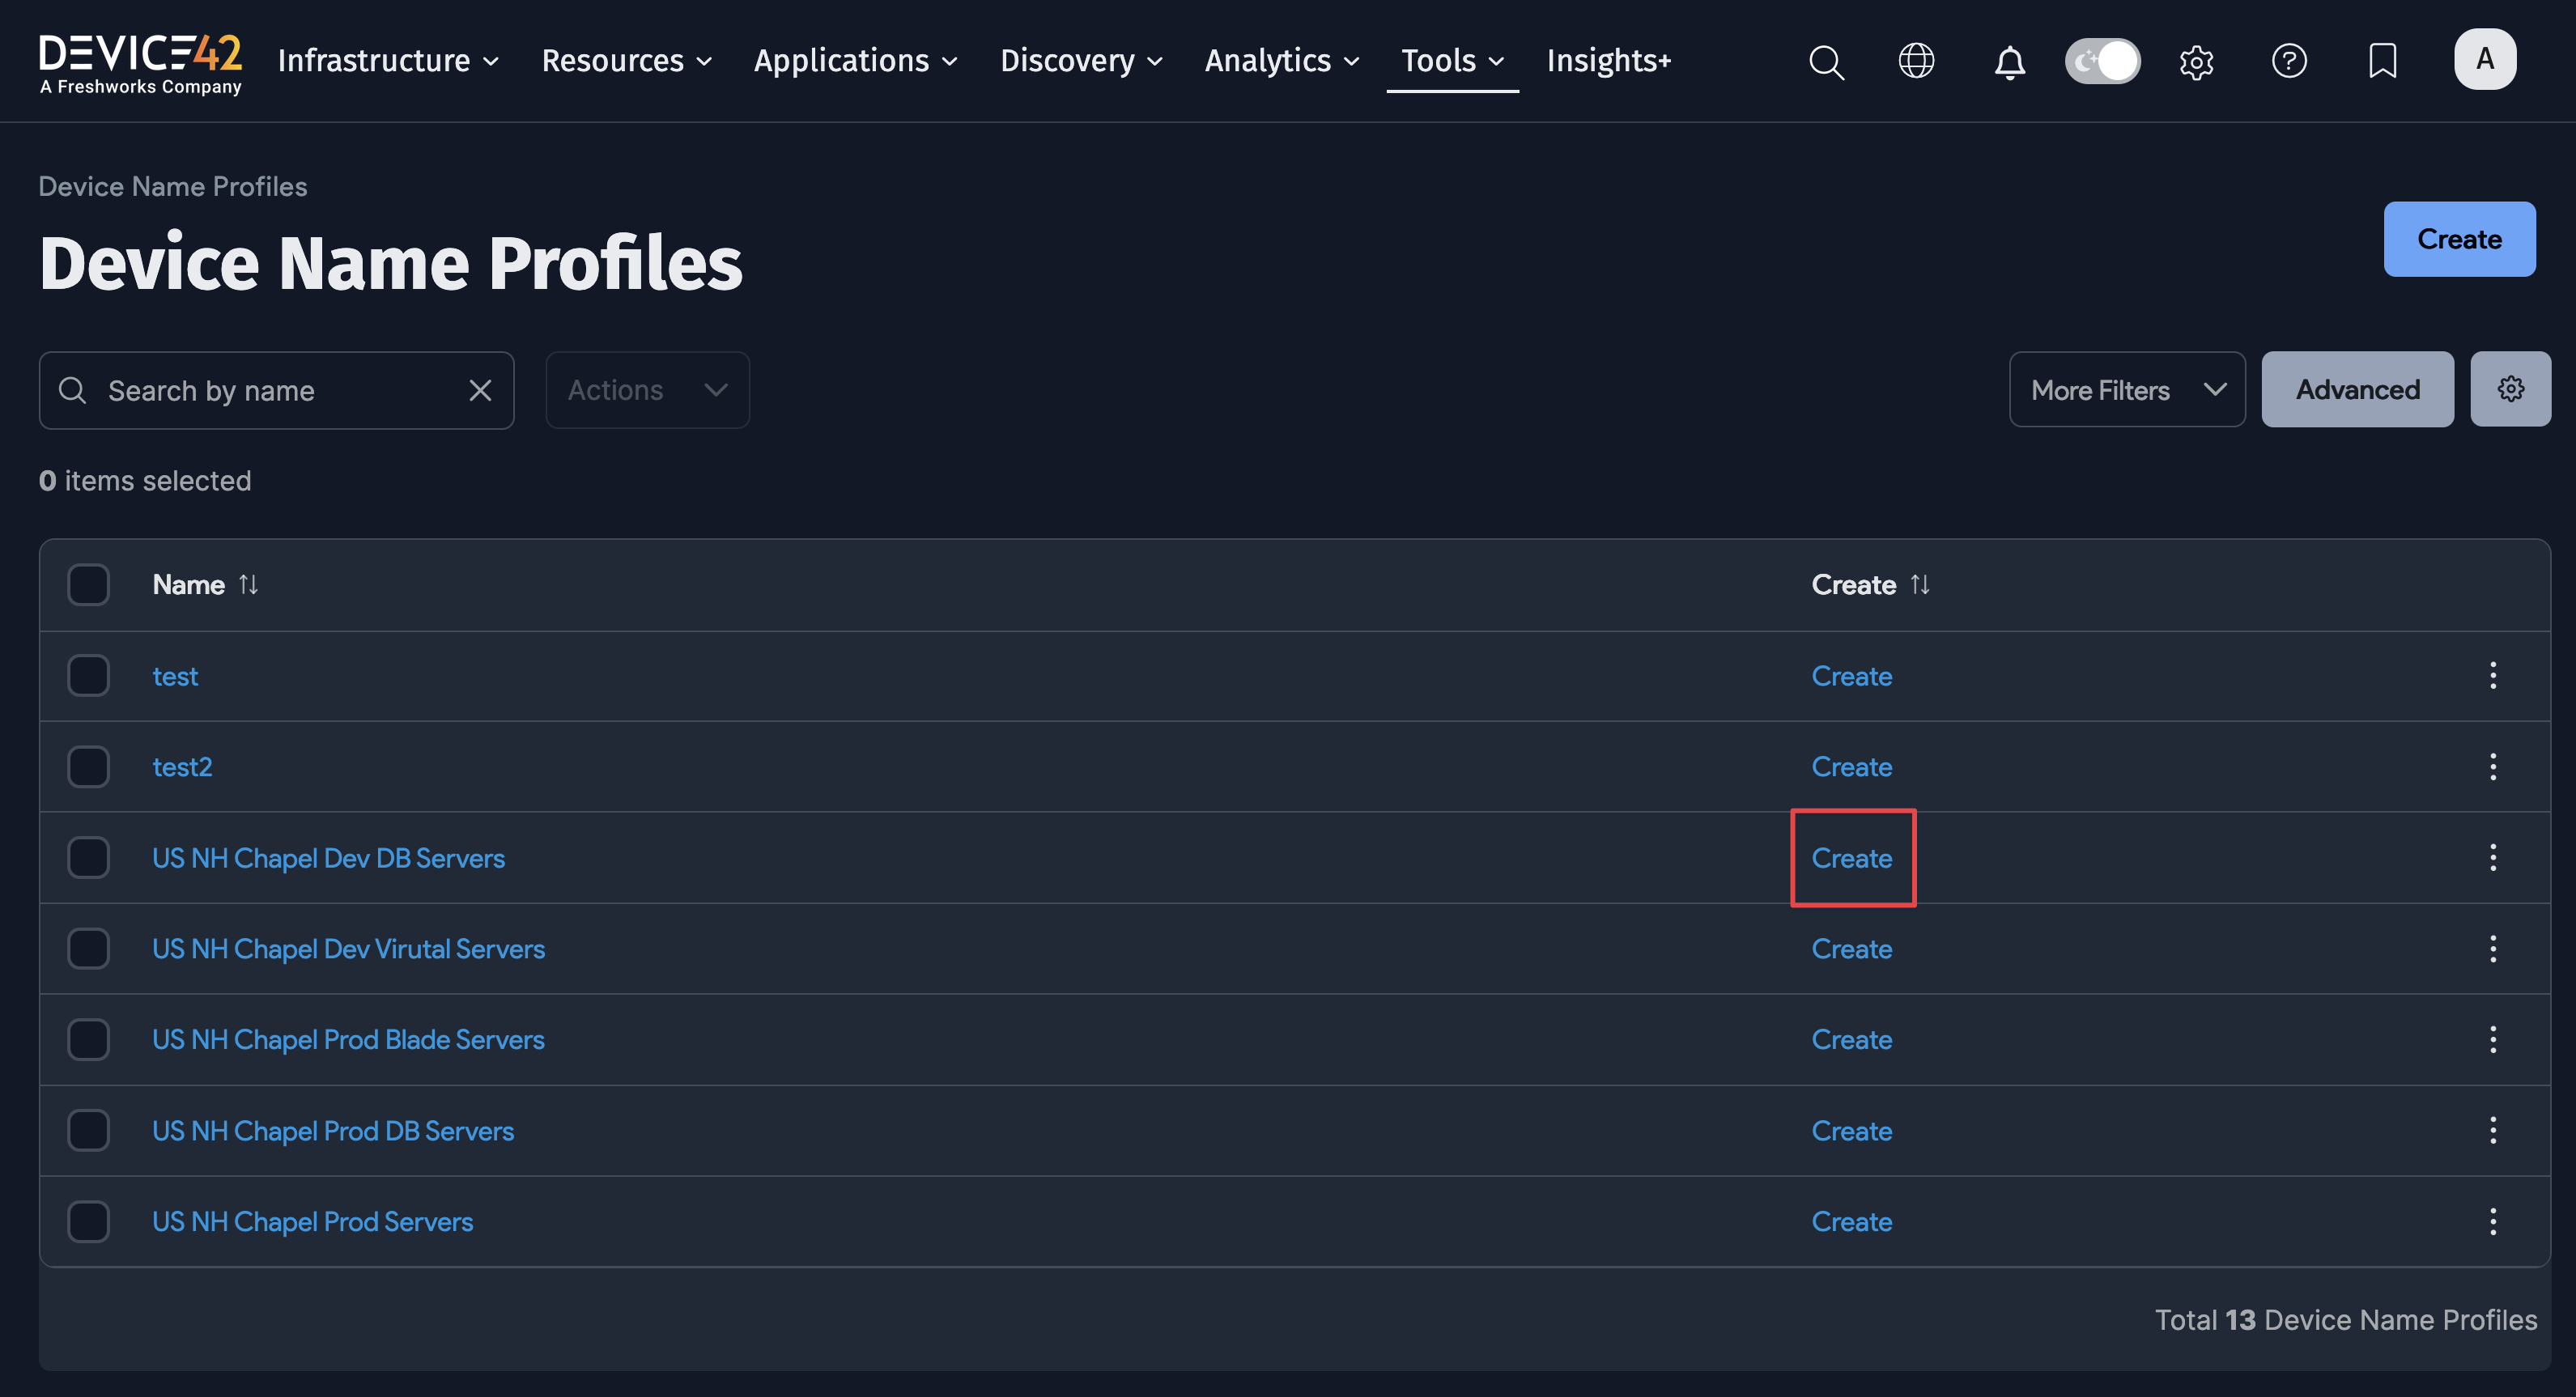 DEVICE42
A Freshworks Company
Infrastructure
Resources
Applications
Discovery
Analytics
Tools
Insights+
A
Device Name Profiles
Device Name Profiles
Create
Search by name
Actions
More Filters
Advanced
0 items selected
Name
Create
test
Create
test2
Create
US NH Chapel Dev DB Servers
Create
US NH Chapel Dev Virutal Servers
Create
US NH Chapel Prod Blade Servers
Create
US NH Chapel Prod DB Servers
Create
US NH Chapel Prod Servers
Create
Total 13 Device Name Profiles